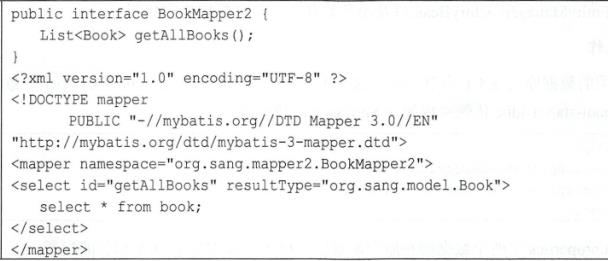 public interface BookMapper2 {
List<Book> getAllBooks();
}
<?xml version="1.0" encoding="UTF-8" ?>
<!DOCTYPE mapper
PUBLIC "-//mybatis.org//DTD Mapper 3.0//EN"
"http://mybatis.org/dtd/mybatis-3-mapper.dtd">
<mapper namespace="org.sang.mapper2.BookMapper2">
<select id="getAllBooks" resultType="org.sang.model.Book">
select * from book;
</select>
</mapper>